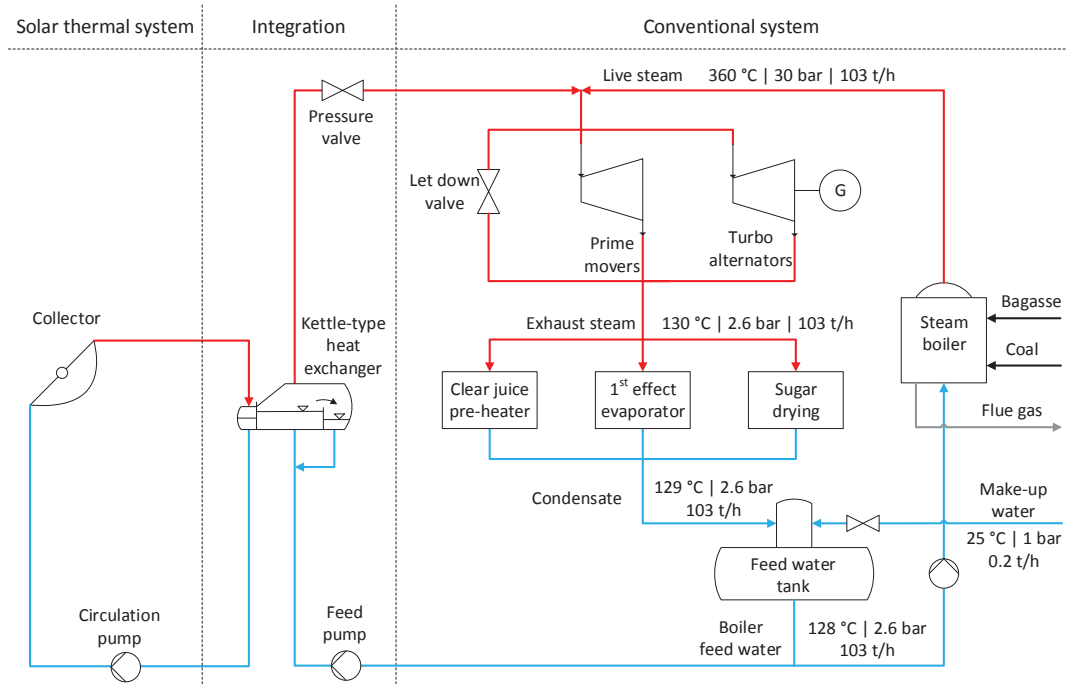 Solar thermal system
Integration
Conventional system
Live steam
360 °C | 30 bar | 103 t/h
Pressure
valve
Let down
valve
G
Prime
movers
Turbo
alternators
Collector
Kettle-type
heat
exchanger
Exhaust steam
130 °C | 2.6 bar | 103 t/h
Steam
boiler
Bagasse
Coal
Flue gas
Clear juice
pre-heater
1st effect
evaporator
Sugar
drying
Condensate
129 °C | 2.6 bar
103 t/h
Make-up
water
25 °C | 1 bar
0.2 t/h
Feed water
tank
Circulation
pump
Feed
pump
Boiler
feed water
128 °C | 2.6 bar
103 t/h